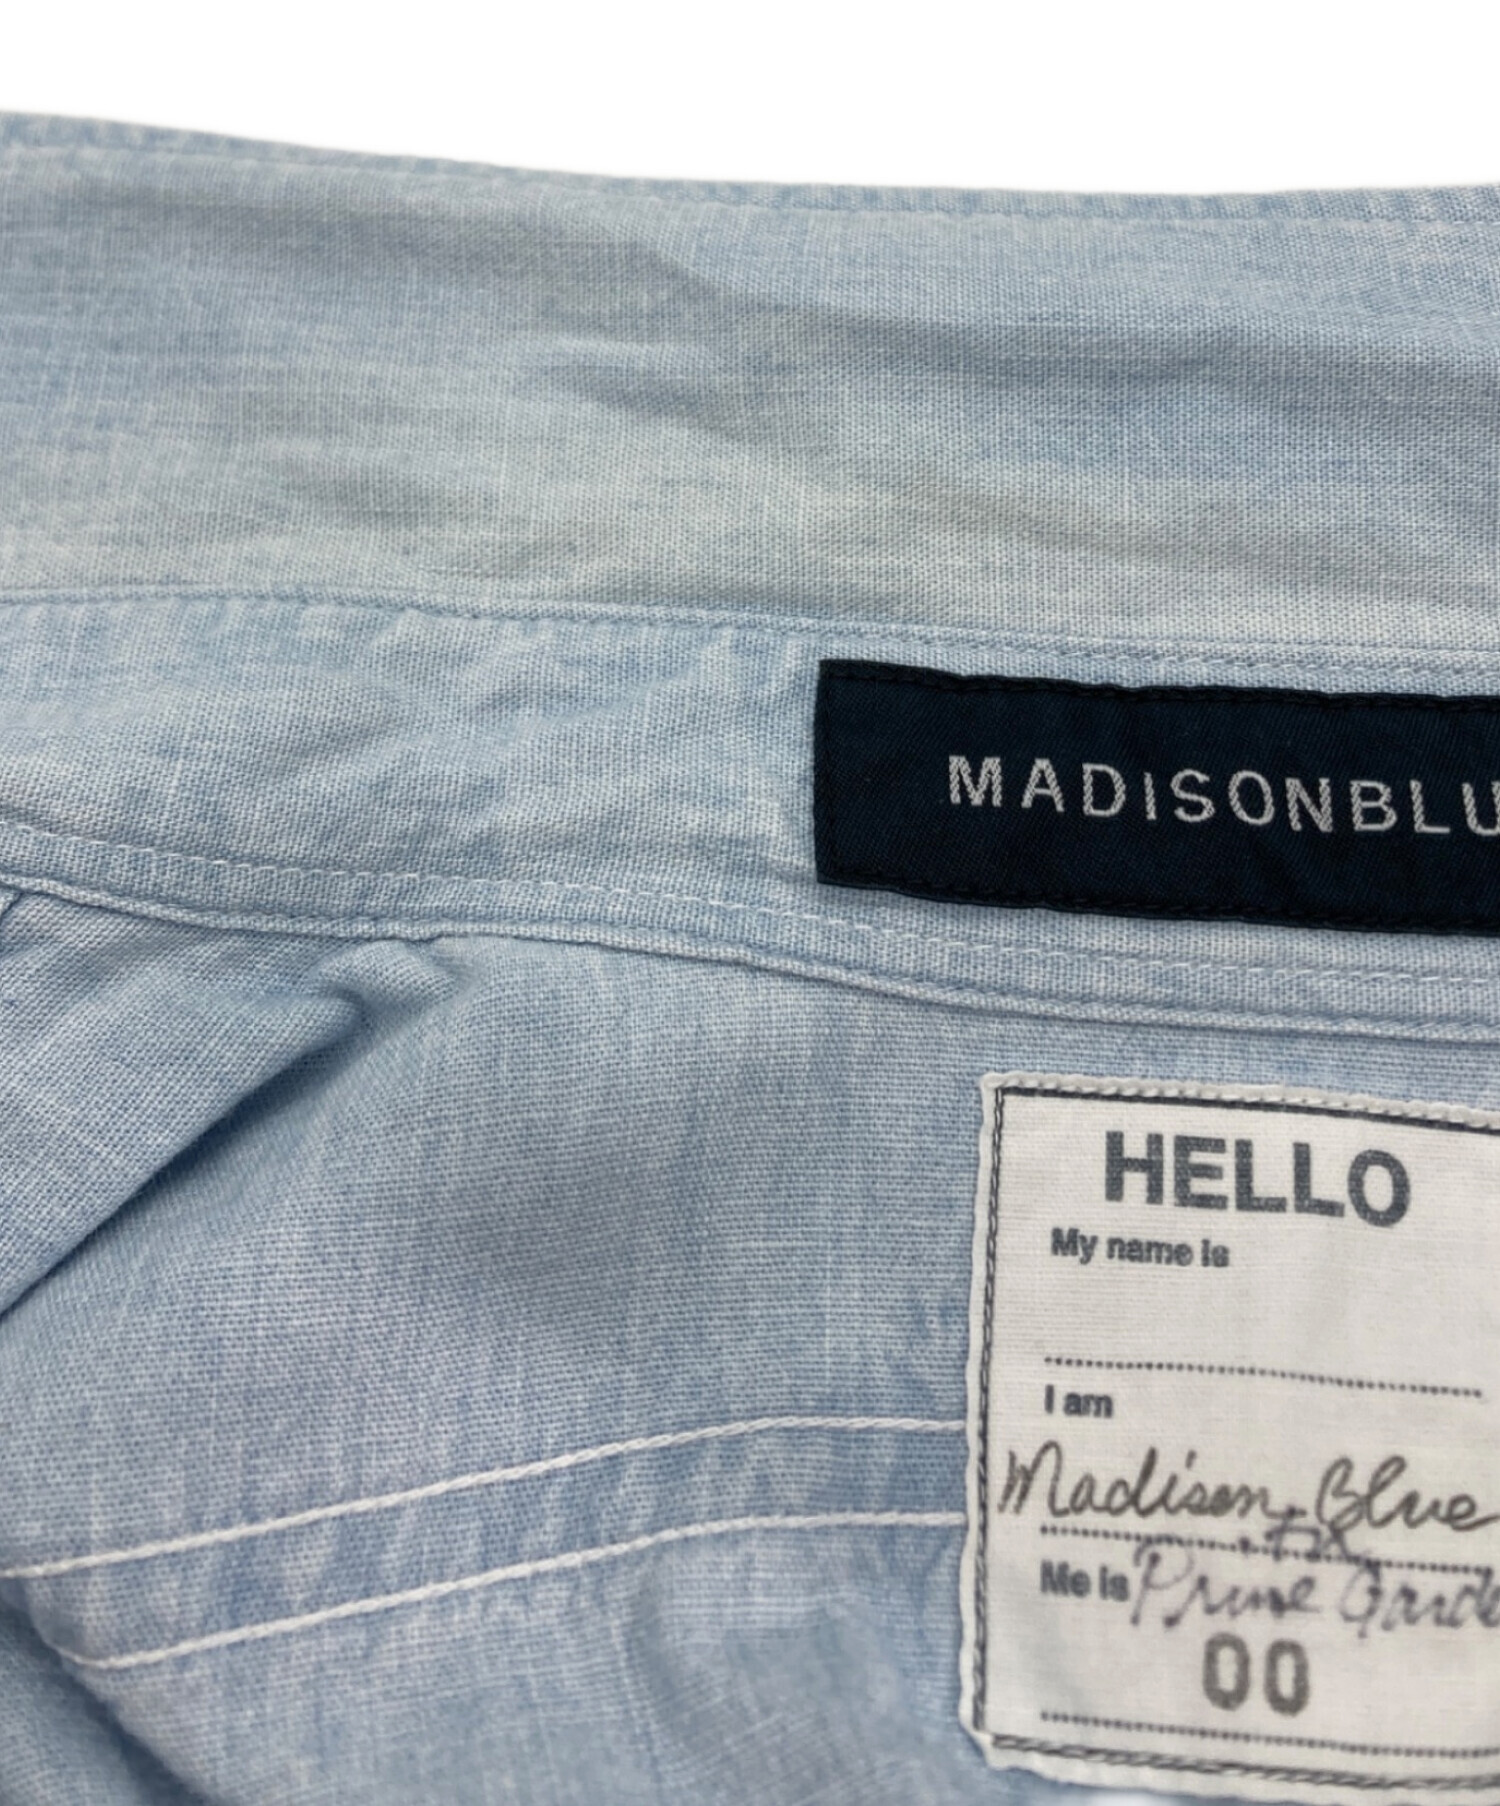 MADISONBLU
HELLO
My name is
I am
Madison Blue
Me is Prime Garde
00